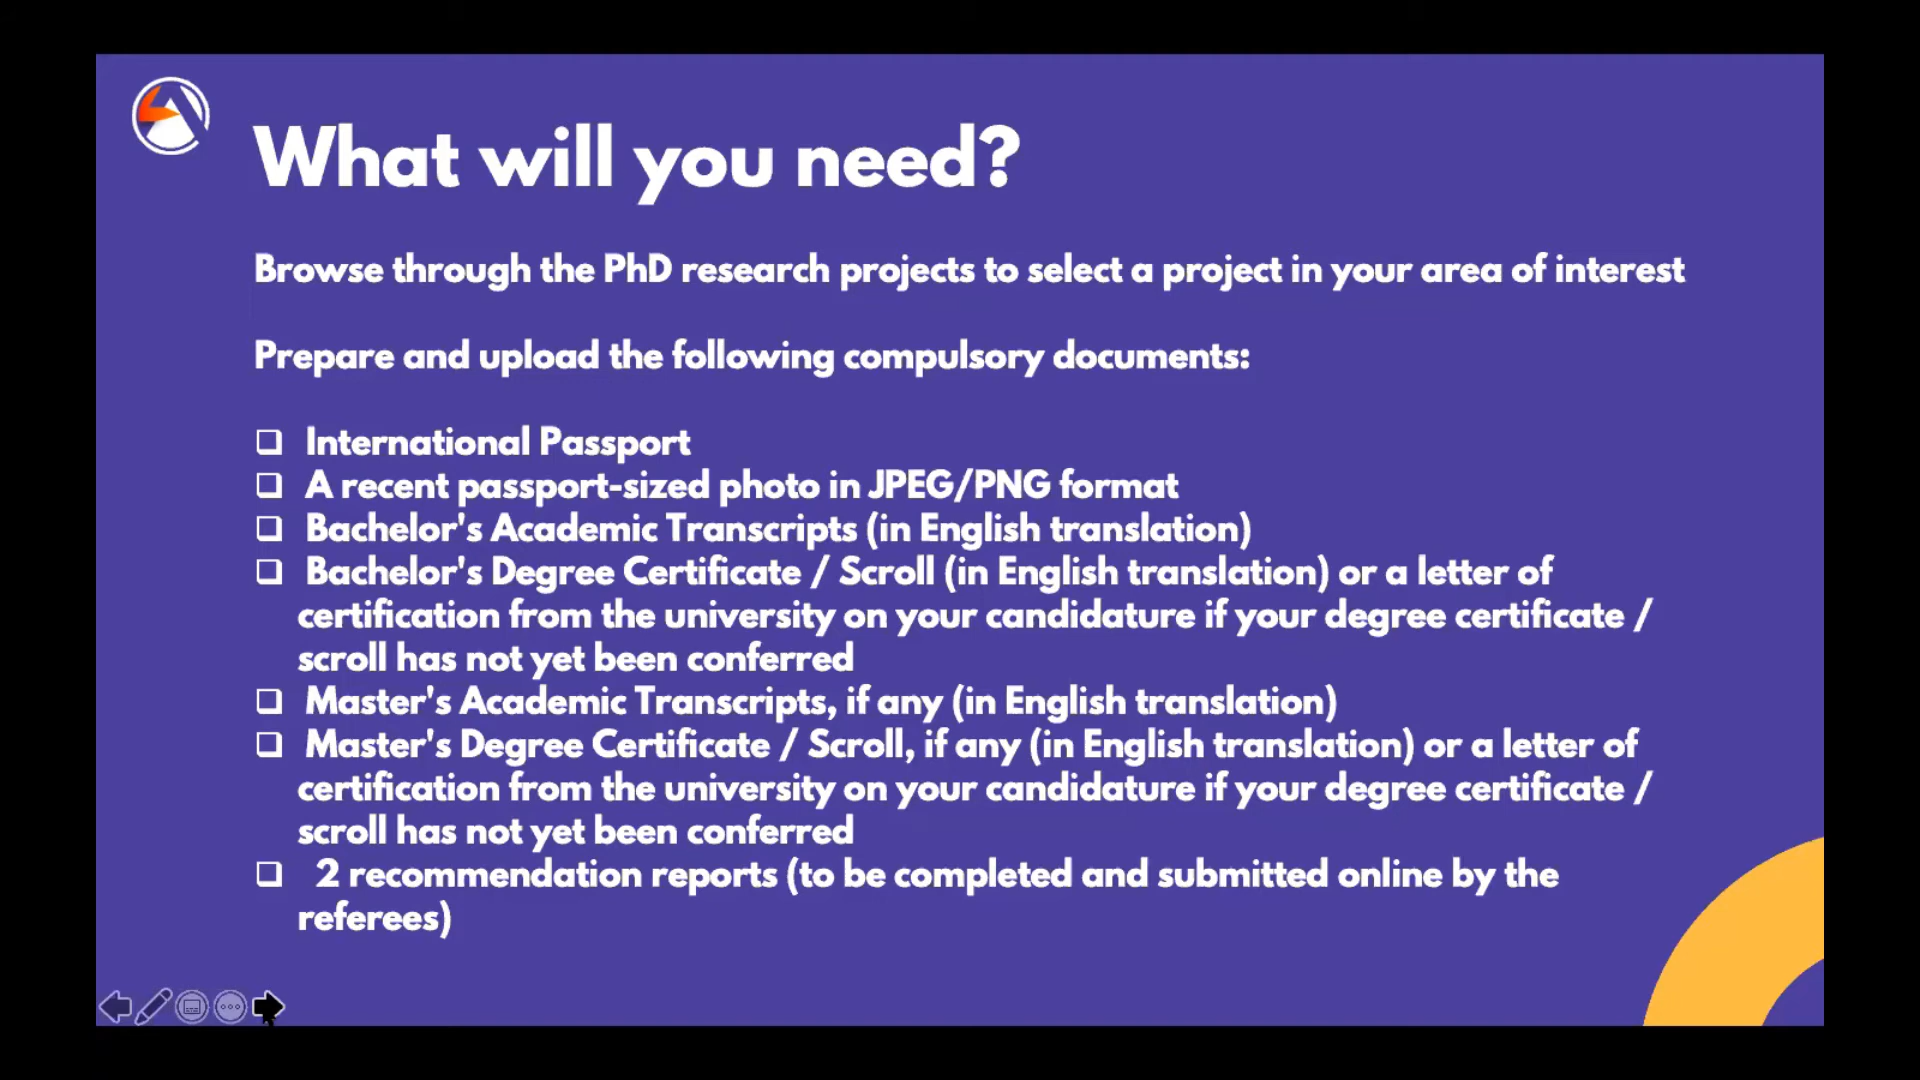 What will you need?
Browse through the PhD research projects to select a project in your area of interest
Prepare and upload the following compulsory documents:
❑ International Passport
❑ A recent passport-sized photo in JPEG/PNG format
❑ Bachelor's Academic Transcripts (in English translation)
❑ Bachelor's Degree Certificate / Scroll (in English translation) or a letter of
certification from the university on your candidature if your degree certificate /
scroll has not yet been conferred
❑ Master's Academic Transcripts, if any (in English translation)
❑ Master's Degree Certificate / Scroll, if any (in English translation) or a letter of
certification from the university on your candidature if your degree certificate /
scroll has not yet been conferred
❑ 2 recommendation reports (to be completed and submitted online by the
referees)